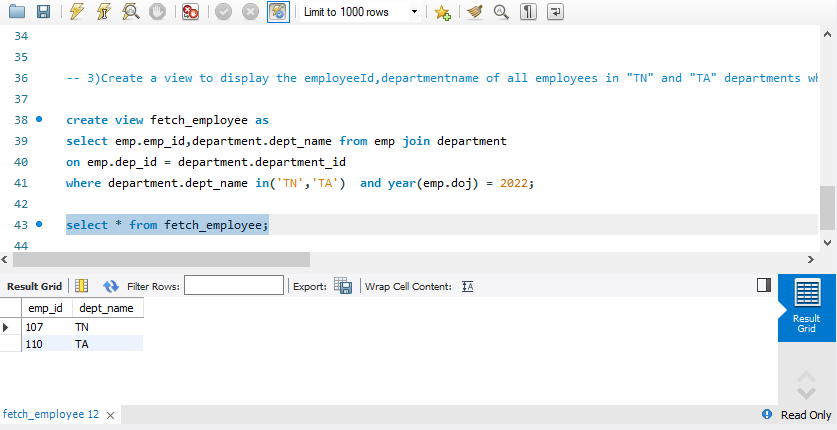 Limit to 1000 rows
34
35
36 -- 3)Create a view to display the employeeId,departmentname of all employees in "TN" and "TA" departments wh
37
38 create view fetch_employee as
39 select emp.emp_id,department.dept_name from emp join department
40 on emp.dep_id = department.department_id
41 where department.dept_name in('TN','TA')  and year(emp.doj) = 2022;
42
43 select * from fetch_employee;
44
Result Grid Filter Rows: Export: Wrap Cell Content: IA
emp_id dept_name
107 TN
110 TA
Result
Grid
fetch_employee 12 Read Only